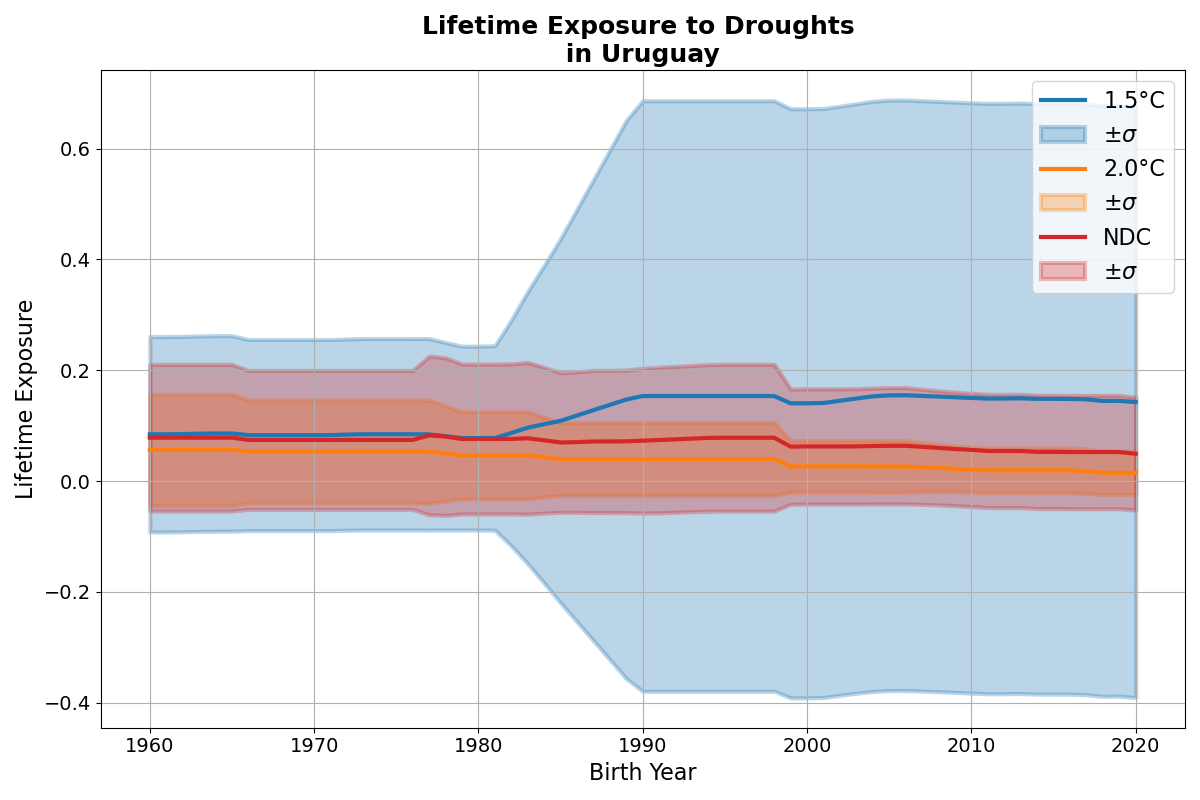 Lifetime Exposure to Droughts
in Uruguay
1.5°C
±σ
2.0°C
±σ
NDC
±σ
Lifetime Exposure
0.6
0.4
0.2
0.0
−0.2
−0.4
1960
1970
1980
1990
2000
2010
2020
Birth Year